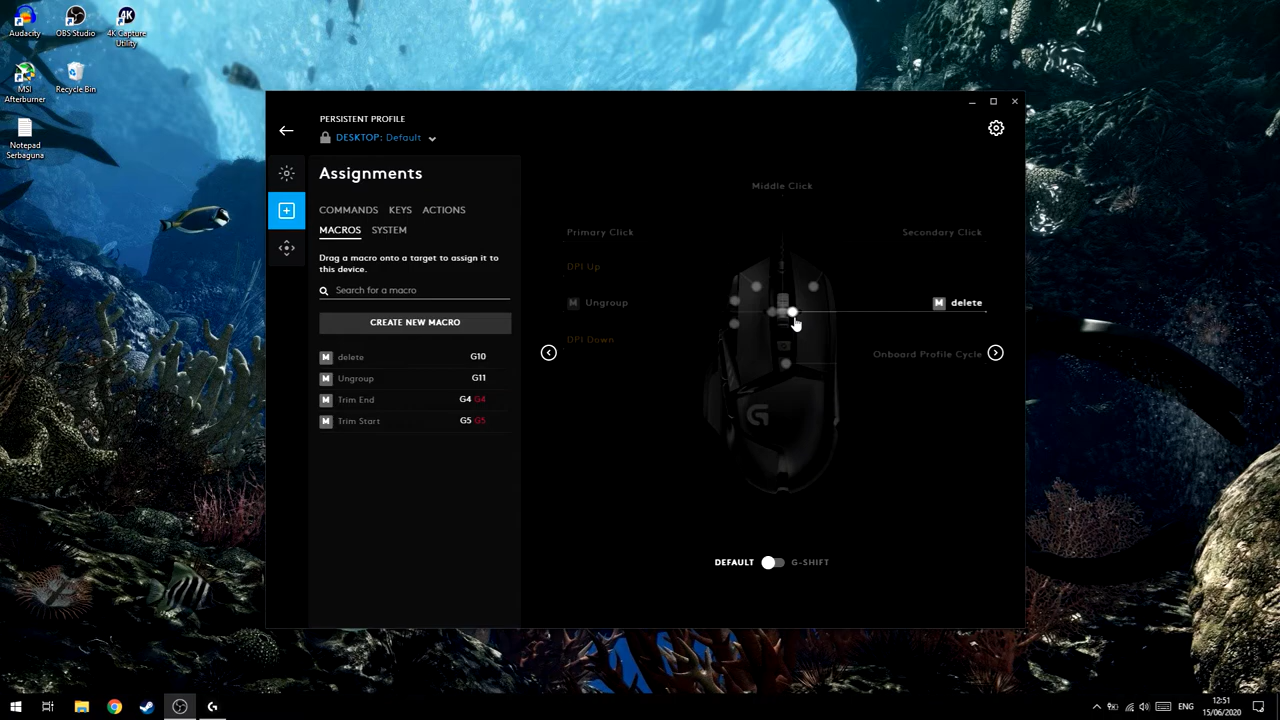 Audacity
OBS Studio
4K Capture
Utility
4K
MSI
Afterburner
Recycle Bin
Notepad
Serbaguna
PERSISTENT PROFILE
DESKTOP: Default
Assignments
COMMANDS KEYS ACTIONS
MACROS SYSTEM
Drag a macro onto a target to assign it to
this device.
Search for a macro
CREATE NEW MACRO
M delete G10
M Ungroup G11
M Trim End G4 G4
M Trim Start G5 G5
Middle Click
Primary Click
Secondary Click
DPI Up
M Ungroup
M delete
DPI Down
Onboard Profile Cycle
DEFAULT G-SHIFT
ENG
12:51
15/06/2020